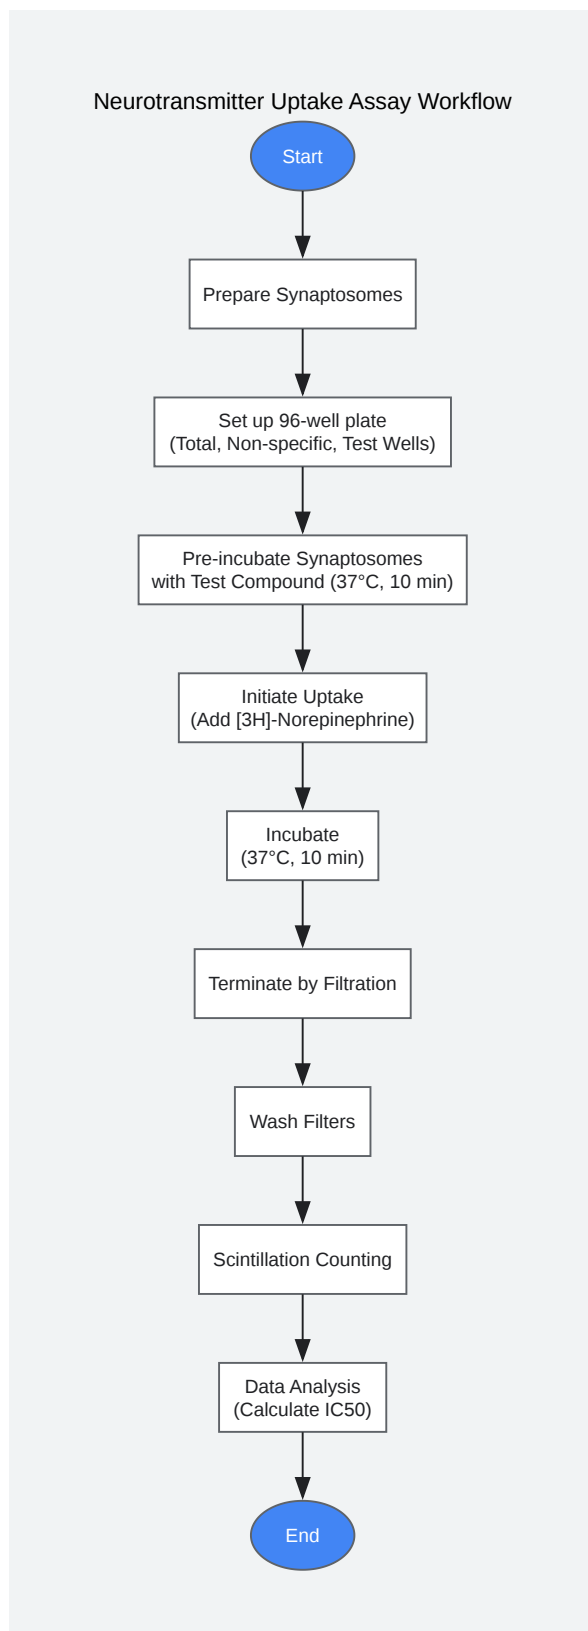 Neurotransmitter Uptake Assay Workflow
Start
Prepare Synaptosomes
Set up 96-well plate
(Total, Non-specific, Test Wells)
Pre-incubate Synaptosomes
with Test Compound (37°C, 10 min)
Initiate Uptake
(Add [3H]-Norepinephrine)
Incubate
(37°C, 10 min)
Terminate by Filtration
Wash Filters
Scintillation Counting
Data Analysis
(Calculate IC50)
End